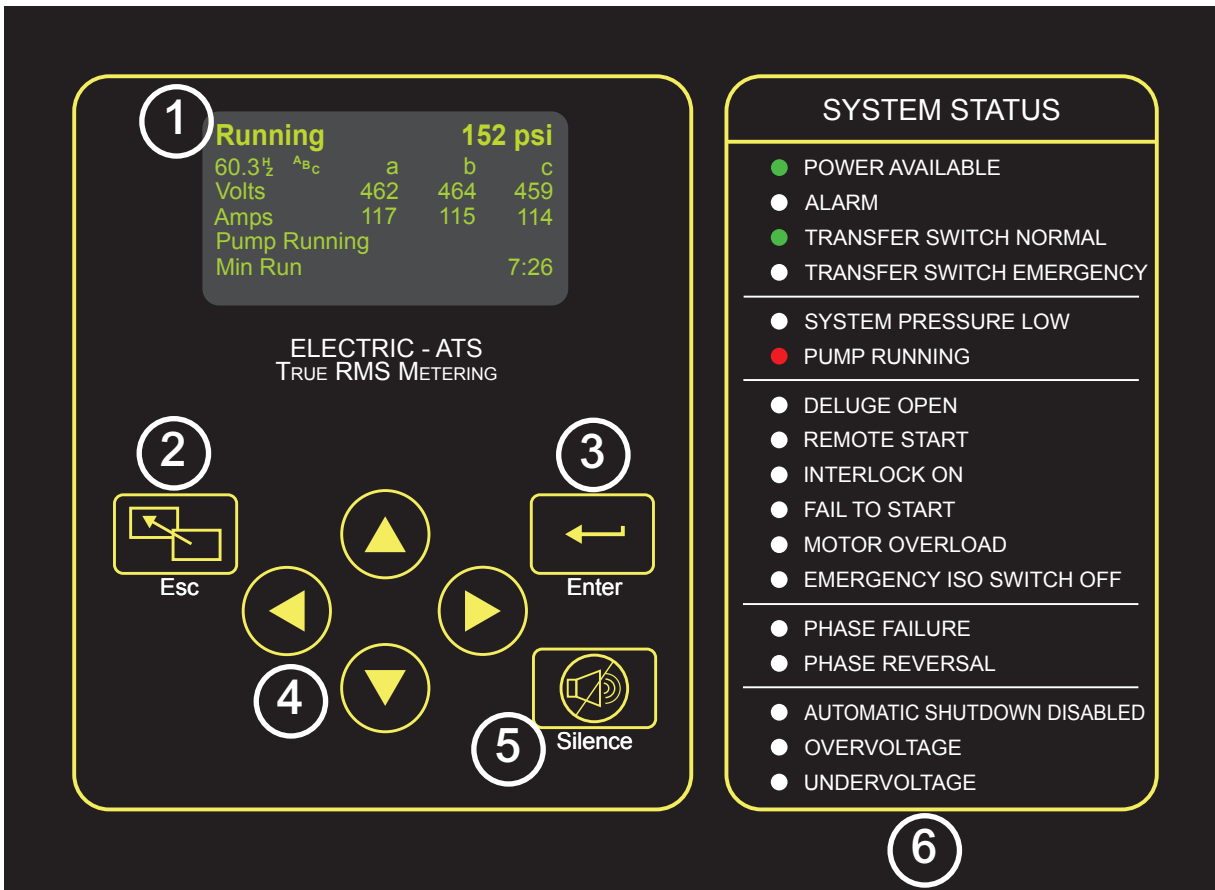 1
Running 152 psi
60.3 Hz ABC a b c
Volts 462 464 459
Amps 117 115 114
Pump Running
Min Run 7:26
ELECTRIC - ATS
TRUE RMS METERING
2
Esc
3
Enter
4
5
Silence
SYSTEM STATUS
POWER AVAILABLE
ALARM
TRANSFER SWITCH NORMAL
TRANSFER SWITCH EMERGENCY
SYSTEM PRESSURE LOW
PUMP RUNNING
DELUGE OPEN
REMOTE START
INTERLOCK ON
FAIL TO START
MOTOR OVERLOAD
EMERGENCY ISO SWITCH OFF
PHASE FAILURE
PHASE REVERSAL
AUTOMATIC SHUTDOWN DISABLED
OVERVOLTAGE
UNDERVOLTAGE
6